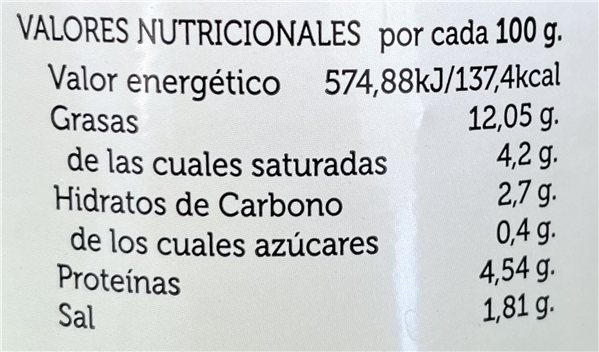 VALORES NUTRICIONALES por cada 100 g.
Valor energético 574,88kJ/137,4kcal
Grasas 12,05 g.
de las cuales saturadas 4,2 g.
Hidratos de Carbono 2,7 g.
de los cuales azúcares 0,4 g.
Proteínas 4,54 g.
Sal 1,81 g.